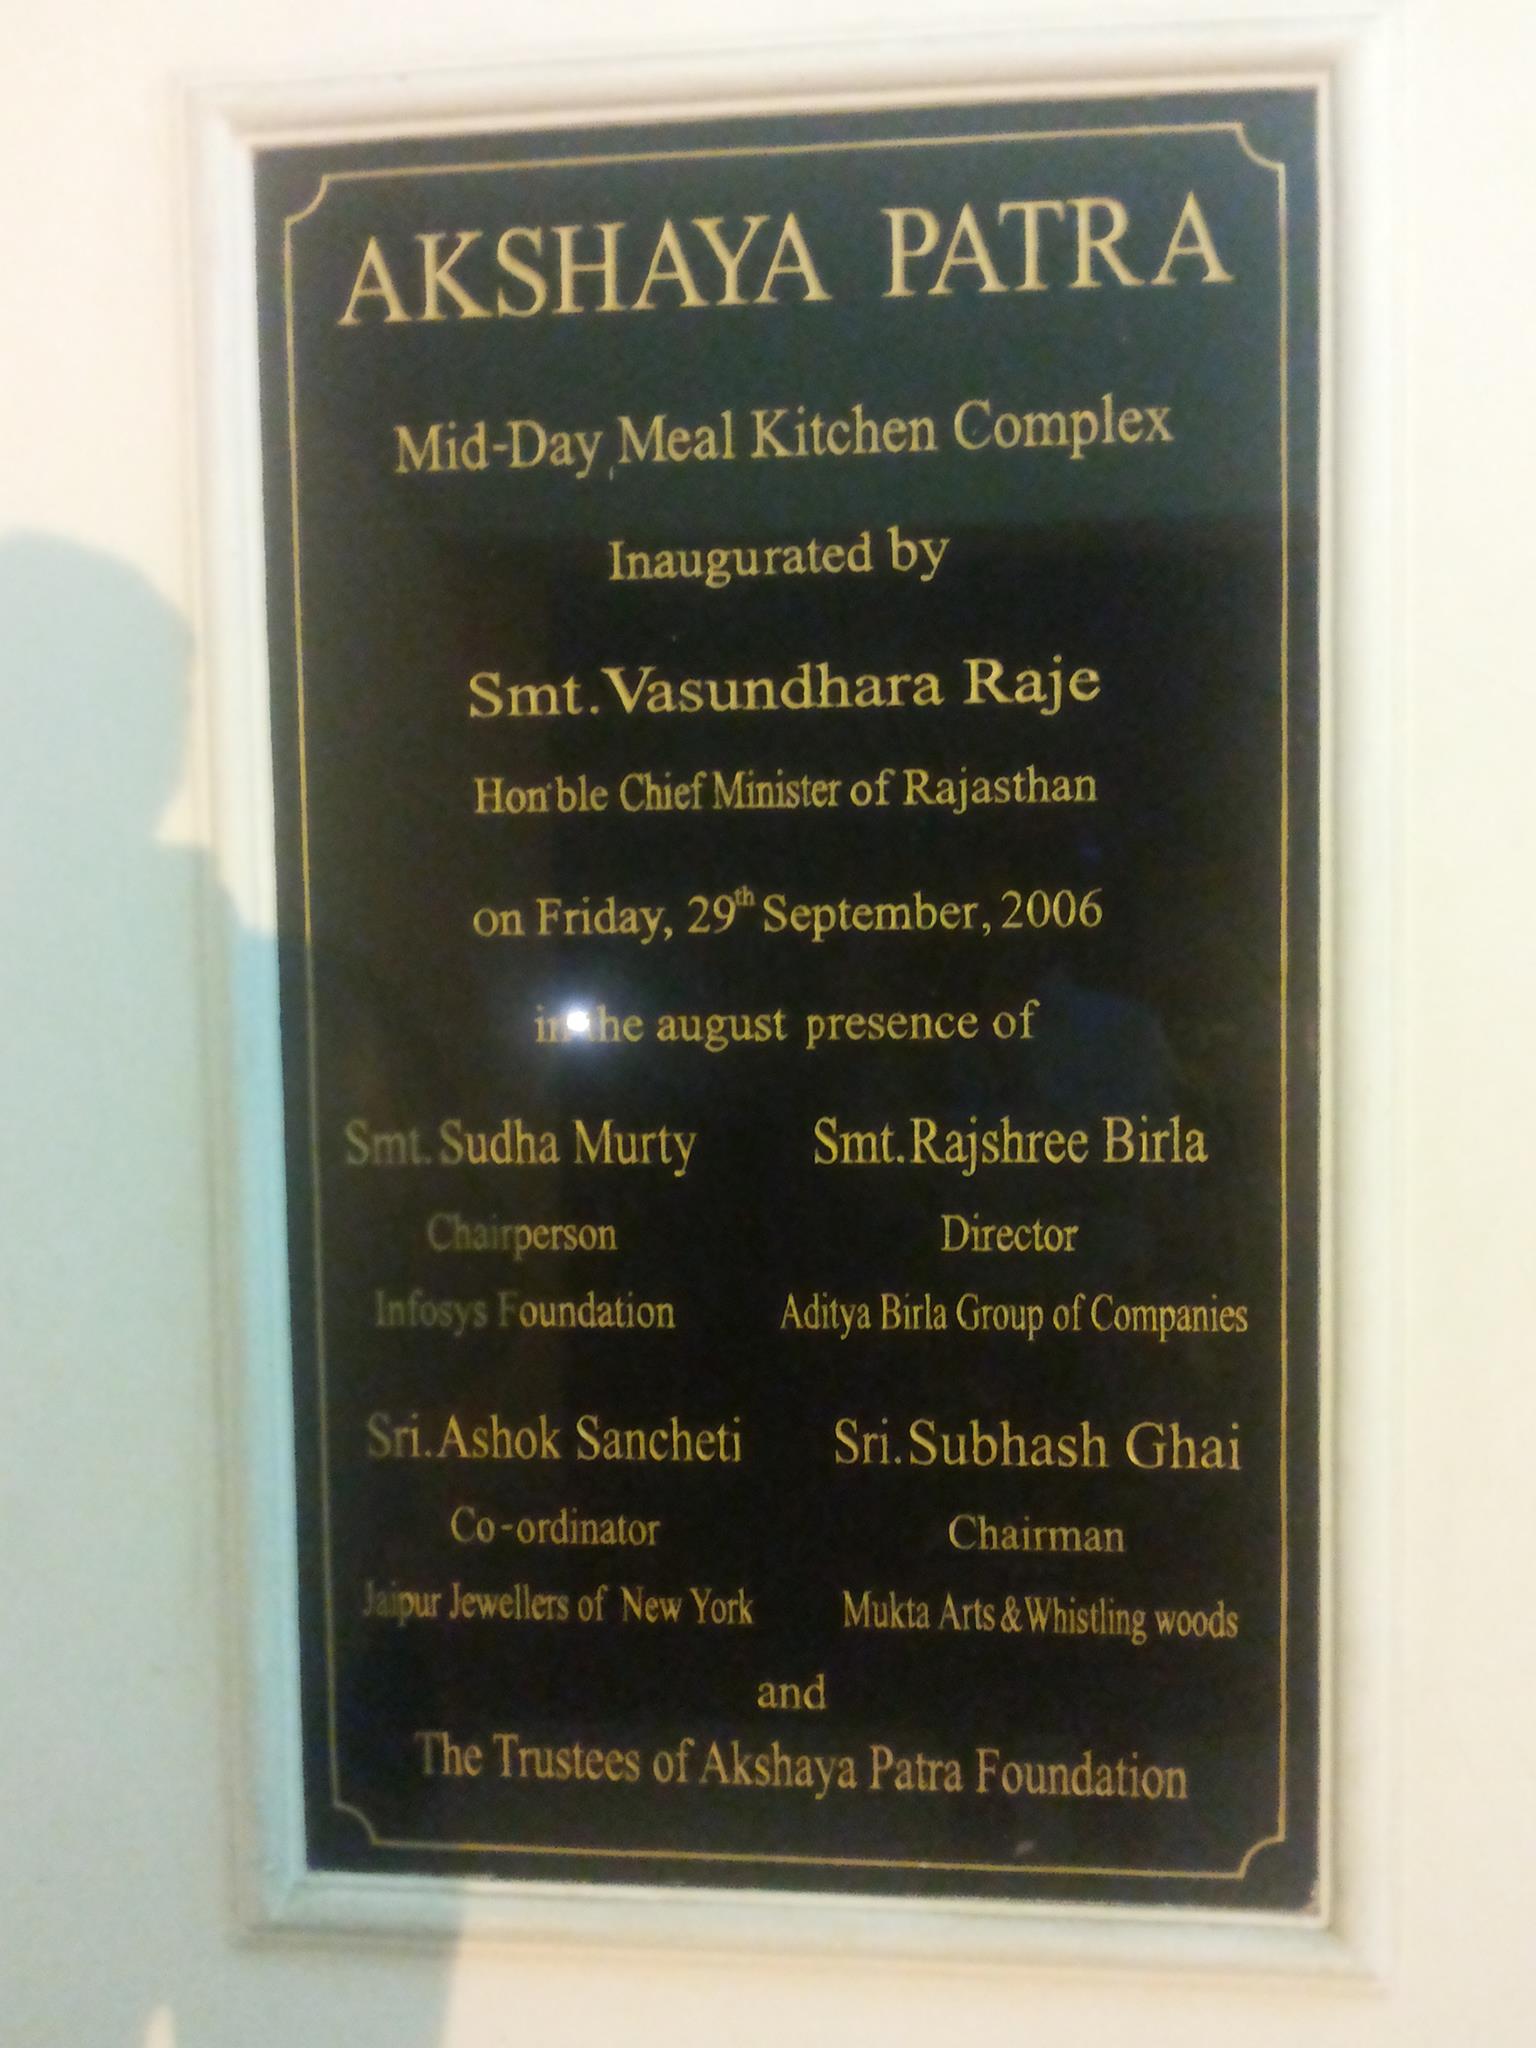 AKSHAYA PATRA
Mid-Day Meal Kitchen Complex
Inaugurated by
Smt. Vasundhara Raje
Hon'ble Chief Minister of Rajasthan
on Friday, 29th September, 2006
in the august presence of
Smt. Sudha Murty
Chairperson
Infosys Foundation
Smt. Rajshree Birla
Director
Aditya Birla Group of Companies
Sri. Ashok Sancheti
Co-ordinator
Jaipur Jewellers of New York
Sri. Subhash Ghai
Chairman
Mukta Arts & Whistling woods
and
The Trustees of Akshaya Patra Foundation